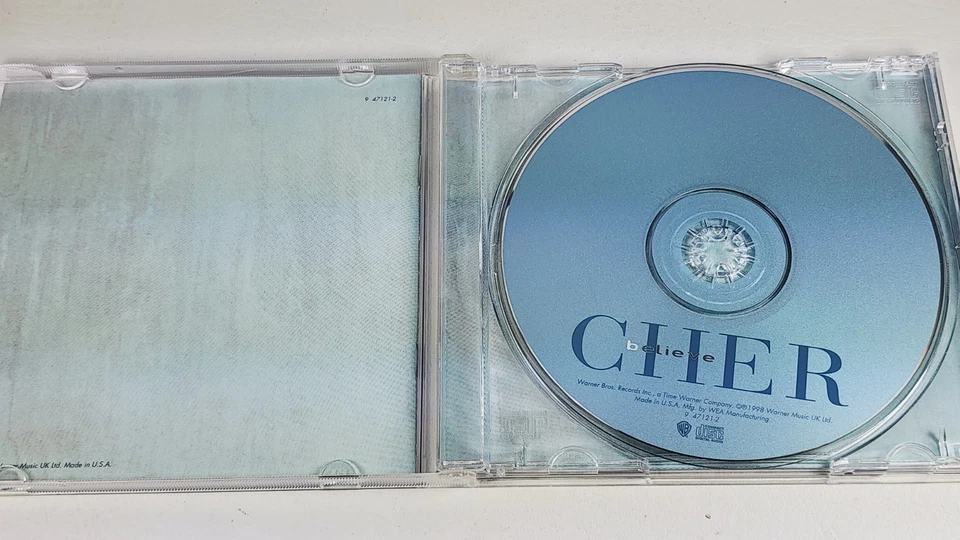 9 47121-2
Music UK Ltd. Made in U.S.A.
CHER
believe
Warner Bros. Records Inc., a Time Warner Company. ©℗1998 Warner Music UK Ltd.
Made in U.S.A. Mfg. by WEA Manufacturing
9 47121-2